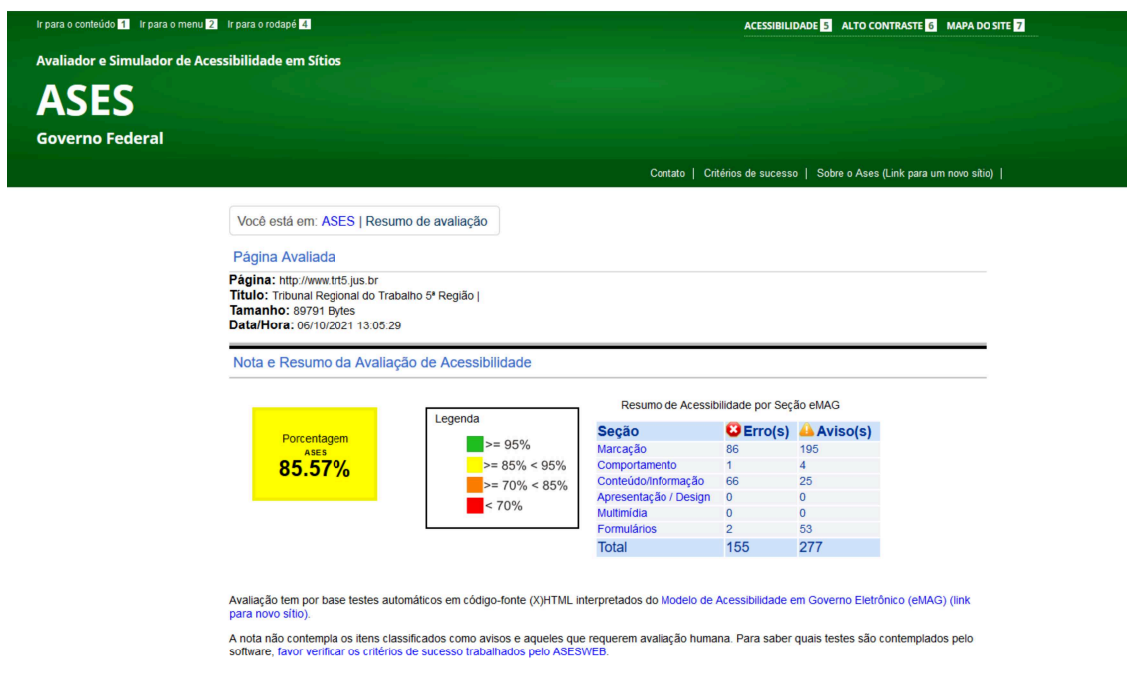 Ir para o conteúdo 1 Ir para o menu 2 Ir para o rodapé 4
ACESSIBILIDADE 5 ALTO CONTRASTE 6 MAPA DO SITE 7
Avaliador e Simulador de Acessibilidade em Sítios
ASES
Governo Federal
Contato | Critérios de sucesso | Sobre o Ases (Link para um novo sítio) |
Você está em: ASES | Resumo de avaliação
Página Avaliada
Página: http://www.trt5.jus.br
Título: Tribunal Regional do Trabalho 5ª Região |
Tamanho: 89791 Bytes
Data/Hora: 06/10/2021 13:05:29
Nota e Resumo da Avaliação de Acessibilidade
Porcentagem
ASES
85.57%
Legenda
>= 95%
>= 85% < 95%
>= 70% < 85%
< 70%
Resumo de Acessibilidade por Seção eMAG
Seção Erro(s) Aviso(s)
Marcação 86 195
Comportamento 1 4
Conteúdo/Informação 66 25
Apresentação / Design 0 0
Multimídia 0 0
Formulários 2 53
Total 155 277
Avaliação tem por base testes automáticos em código-fonte (X)HTML interpretados do Modelo de Acessibilidade em Governo Eletrônico (eMAG) (link
para novo sítio).
A nota não contempla os itens classificados como avisos e aqueles que requerem avaliação humana. Para saber quais testes são contemplados pelo
software, favor verificar os critérios de sucesso trabalhados pelo ASESWEB.